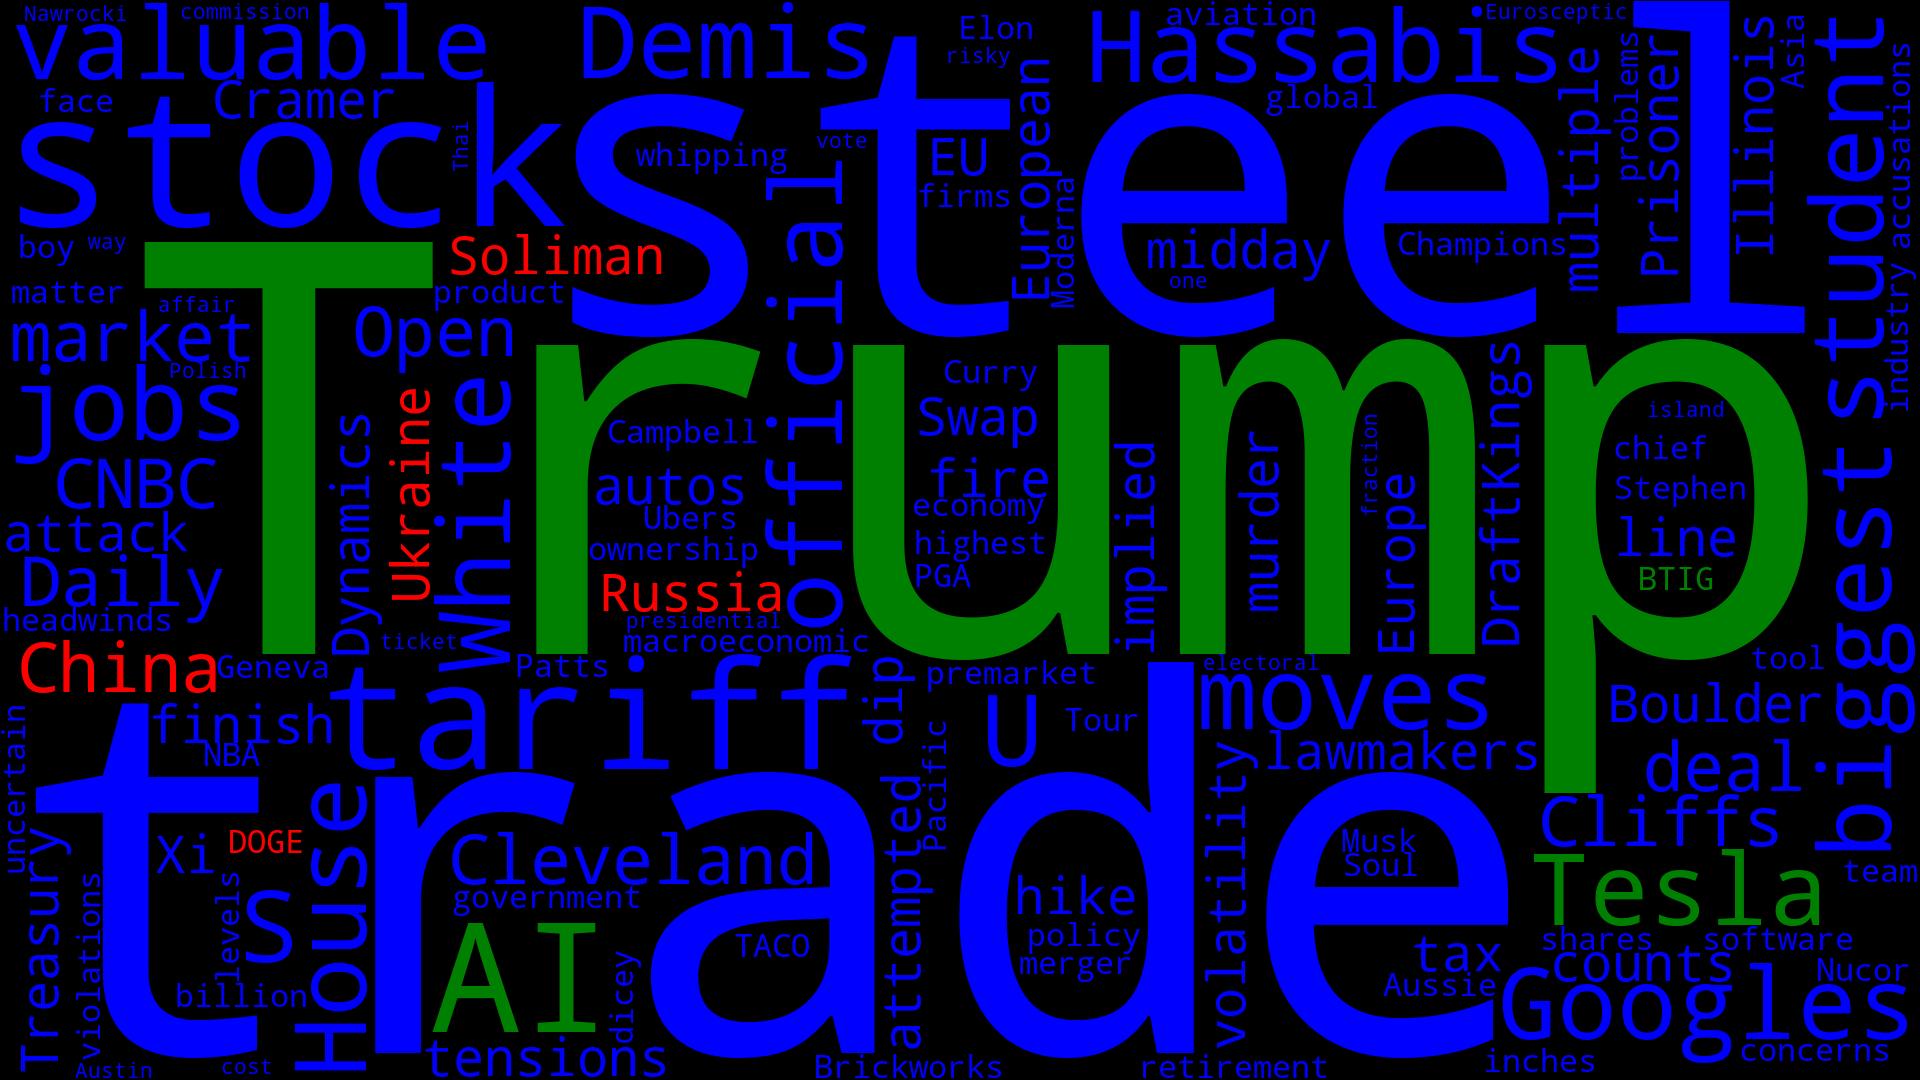 Nawrocki
commission
valuable
Demis
Elon
risky
Hassabis
aviation
Eurosceptic
face
Cramer
global
stock
steel
Thai
whipping
vote
EU
firms
European
Moderna
official
multiple
problems
Prisoner
Illinois
Asia
student
accusations
industry
boy
way
matter
affair
Soliman
product
midday
one
Champions
market
Polish
Open
jobs
Trump
CNBC
attack
Daily
headwinds
Dynamics
Ukraine
White
Campbell
autos
Ubers
ownership
Russia
presidential
macroeconomic
ticket
Curry
Swap
fire
economy
highest
PGA
implied
murder
fraction
Europe
DraftKings
island
chief
Stephen
line
BTIG
biggest
China
Geneva
Patts
tariff
dip
premarket
electoral
moves
tool
Boulder
finish
NBA
U
Tour
lawmakers
deal
uncertain
trade
Pacific
volatility
Cliffs
Treasury
violations
Xi
DOGE
levels
S
House
Cleveland
government
AI
TACO
attempted
hike
policy
merger
Musk
Soul
Tesla
team
billion
dicey
tax
Aussie
shares
software
counts
Nucor
Googles
concerns
Austin
cost
tensions
Brickworks
retirement
inches